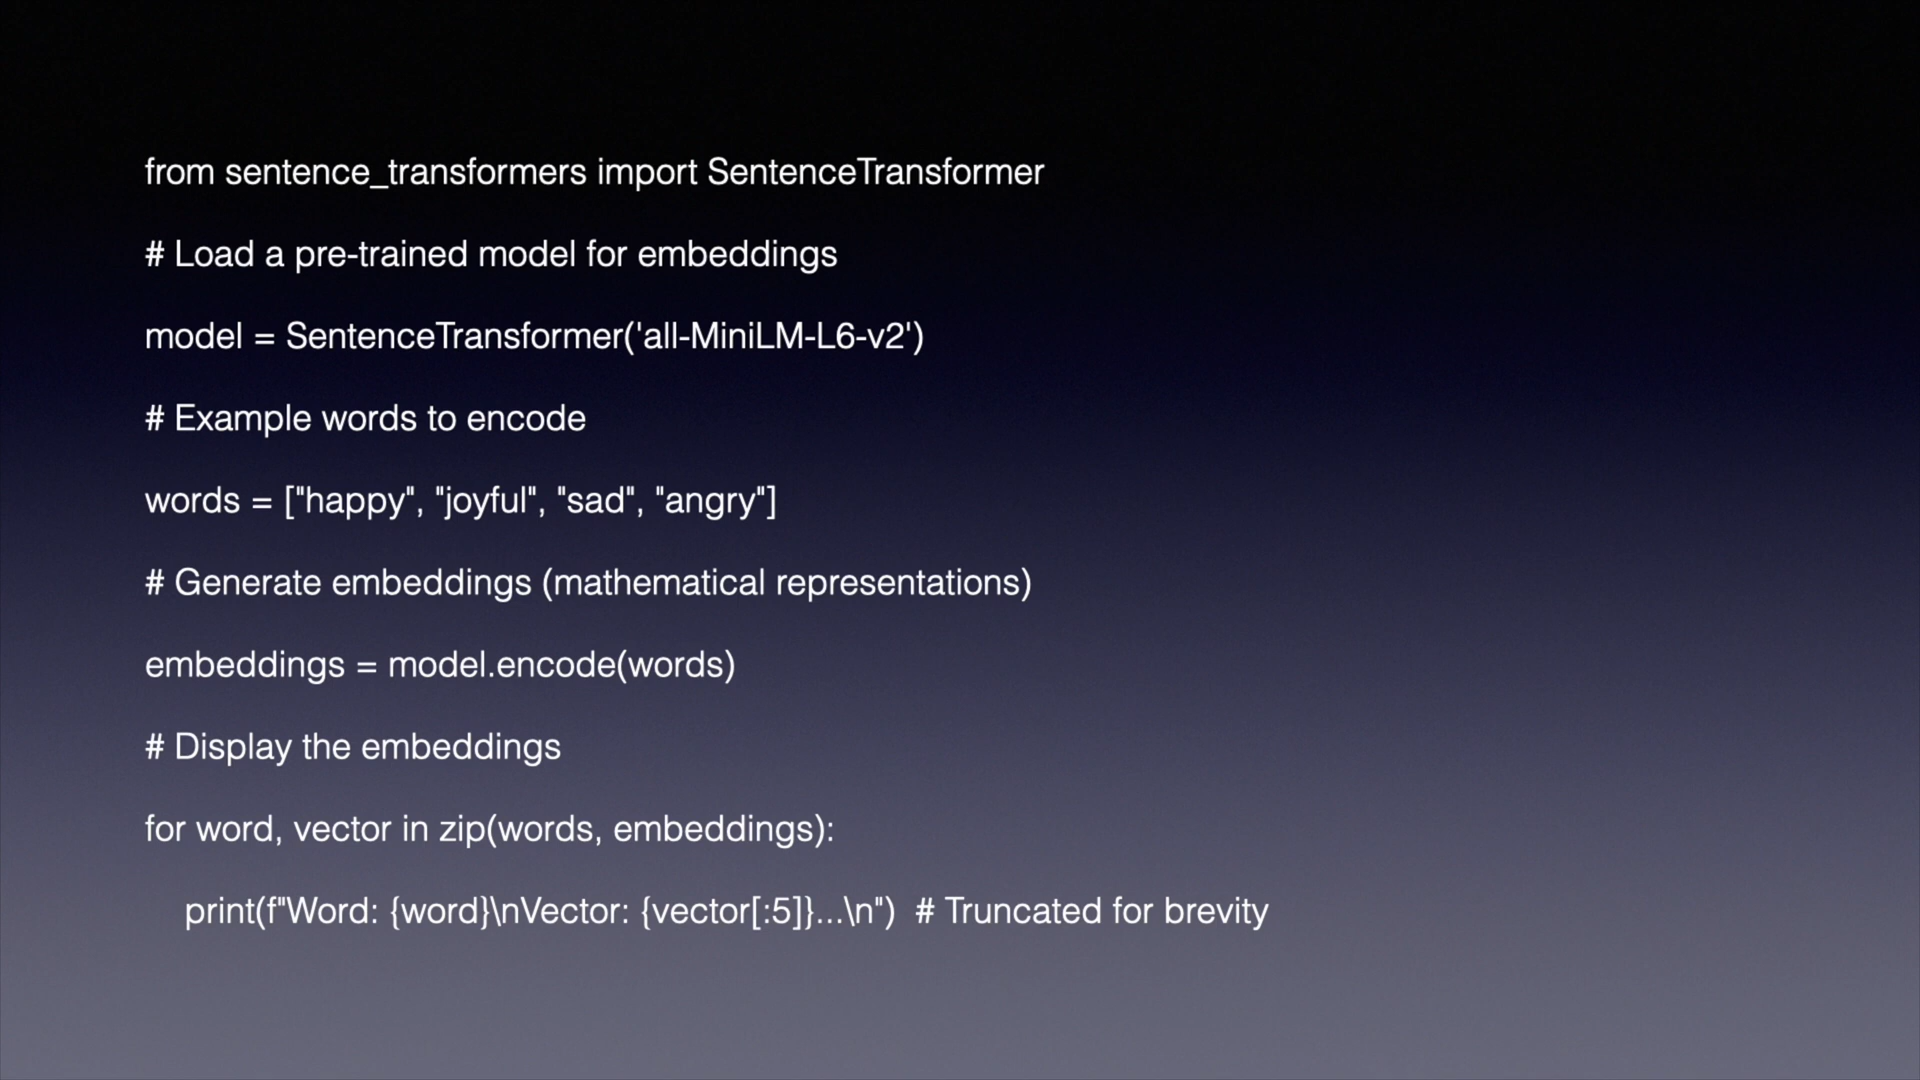 from sentence_transformers import SentenceTransformer
# Load a pre-trained model for embeddings
model = SentenceTransformer('all-MiniLM-L6-v2')
# Example words to encode
words = ["happy", "joyful", "sad", "angry"]
# Generate embeddings (mathematical representations)
embeddings = model.encode(words)
# Display the embeddings
for word, vector in zip(words, embeddings):
    print(f"Word: {word}\nVector: {vector[:5]}...\n")  # Truncated for brevity